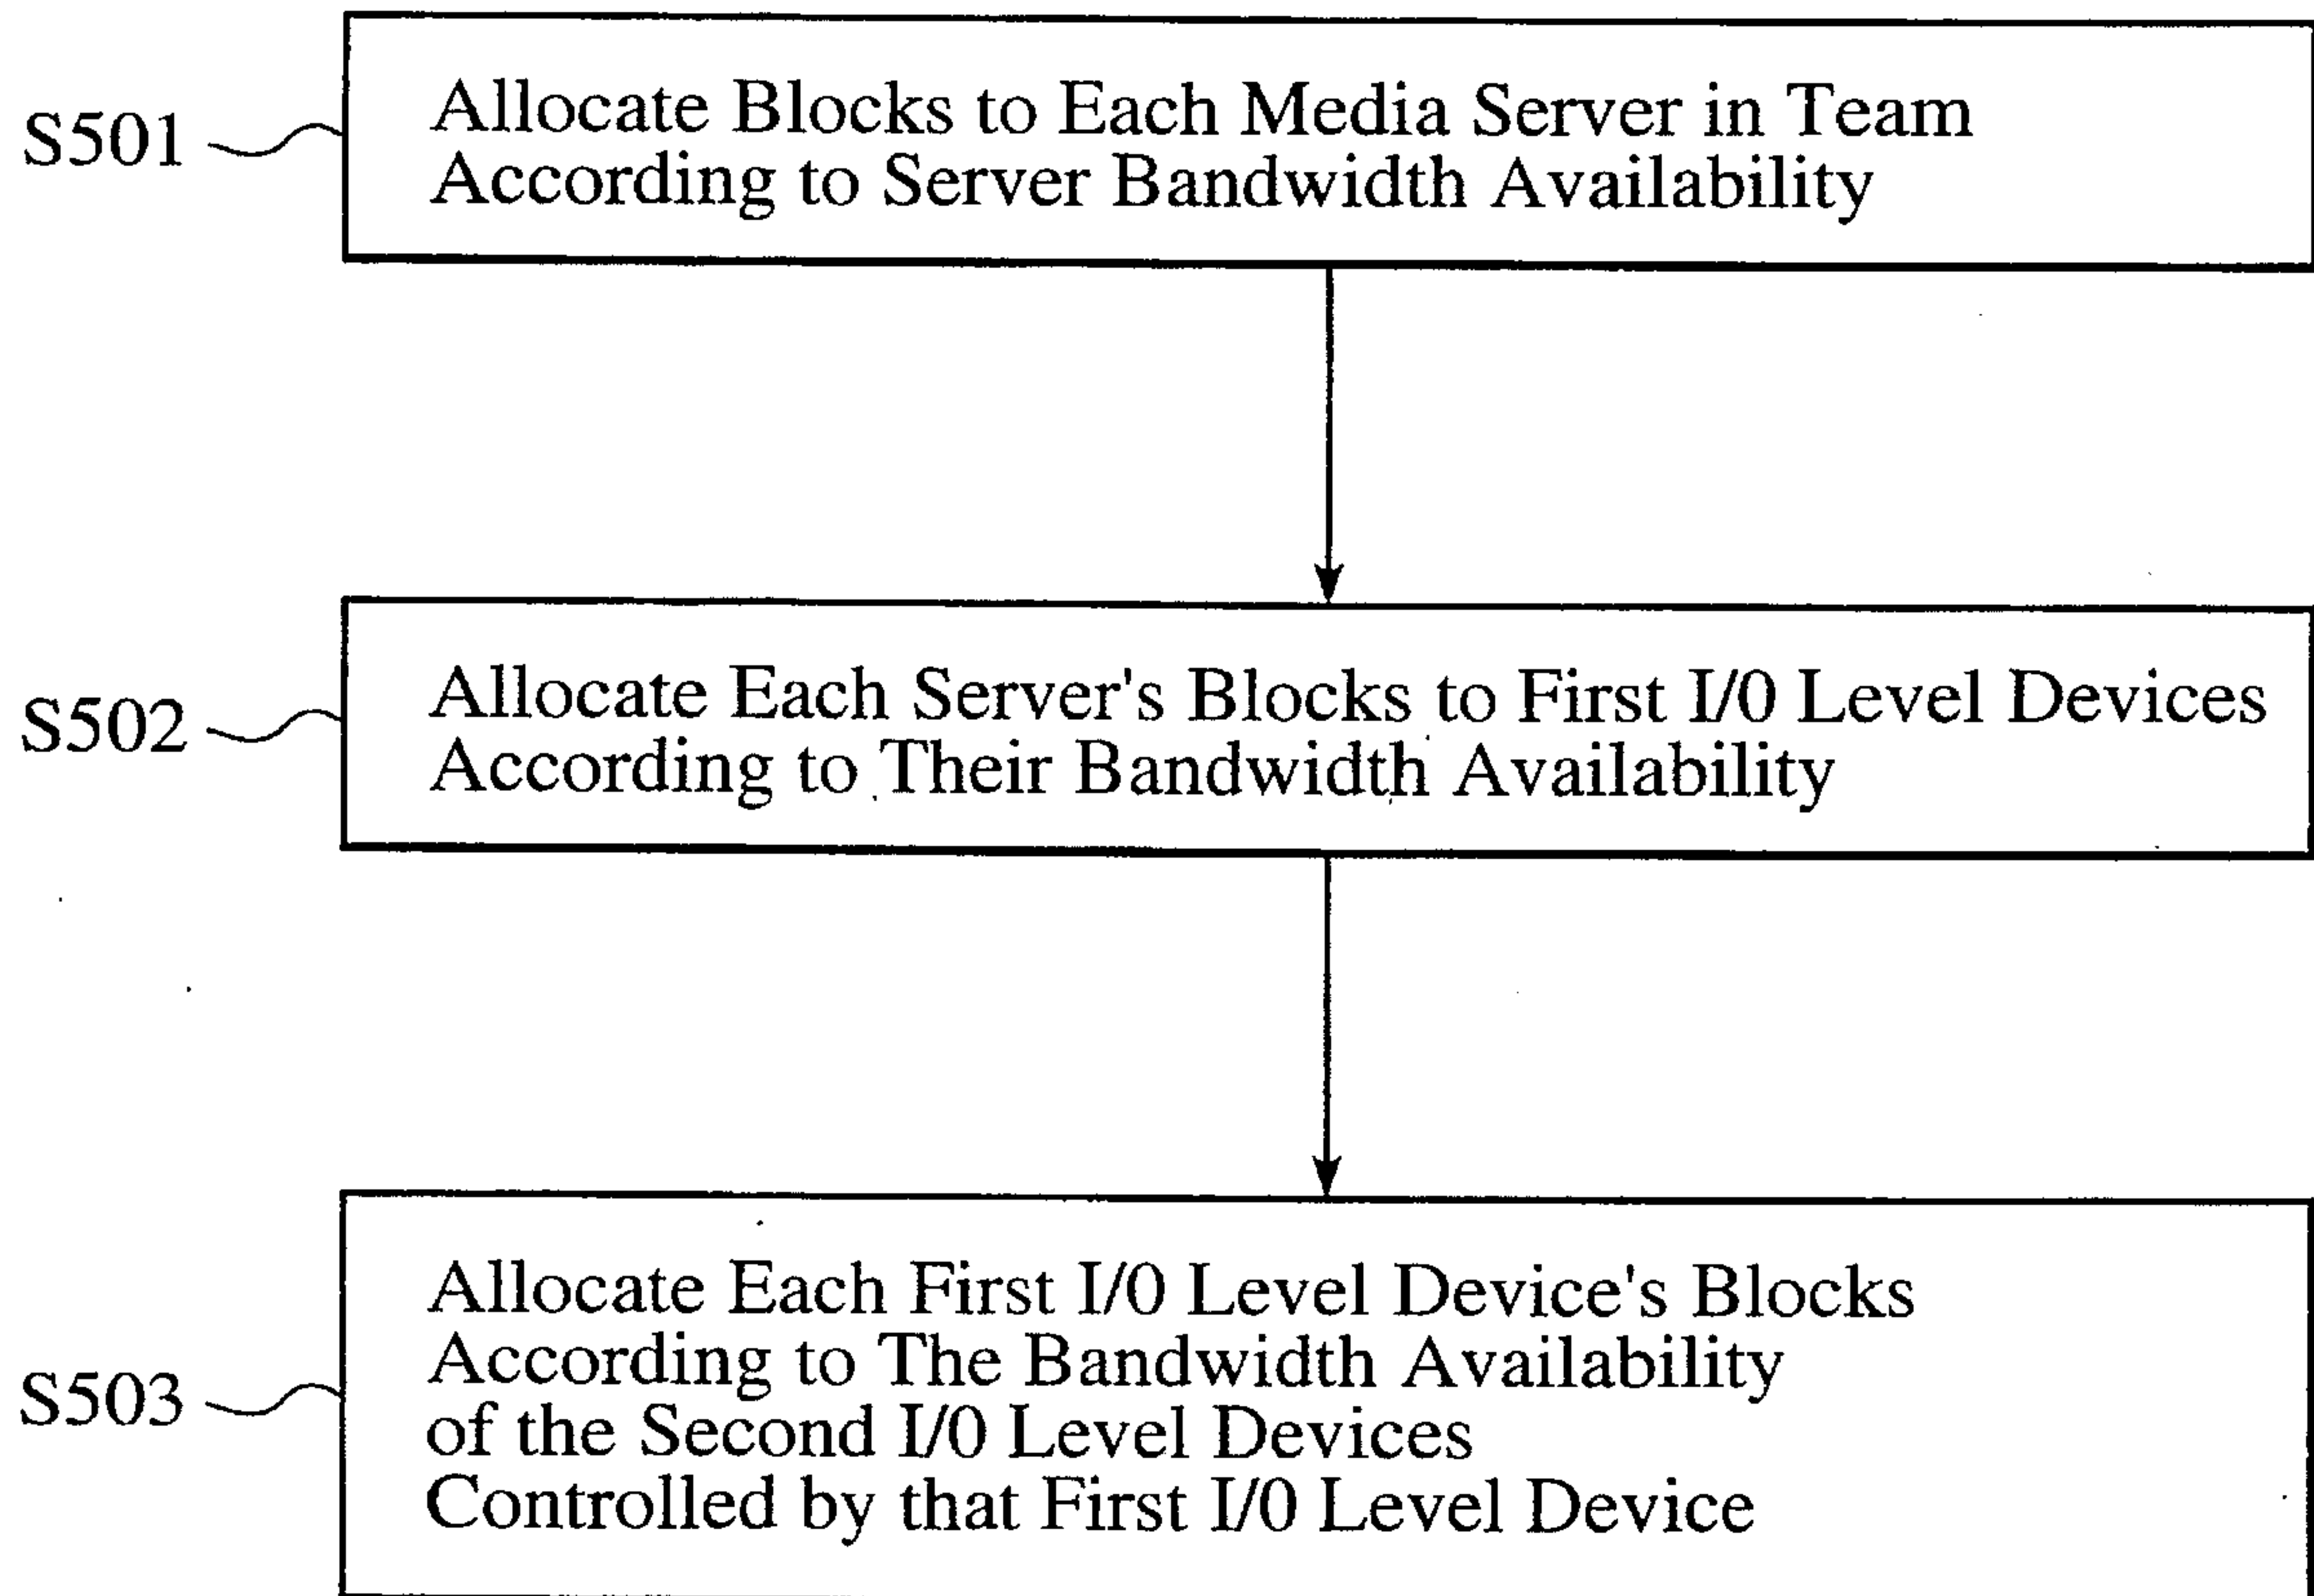 S501
Allocate Blocks to Each Media Server in Team
According to Server Bandwidth Availability
S502
Allocate Each Server's Blocks to First I/0 Level Devices
According to Their Bandwidth Availability
S503
Allocate Each First I/0 Level Device's Blocks
According to The Bandwidth Availability
of the Second I/0 Level Devices
Controlled by that First I/0 Level Device